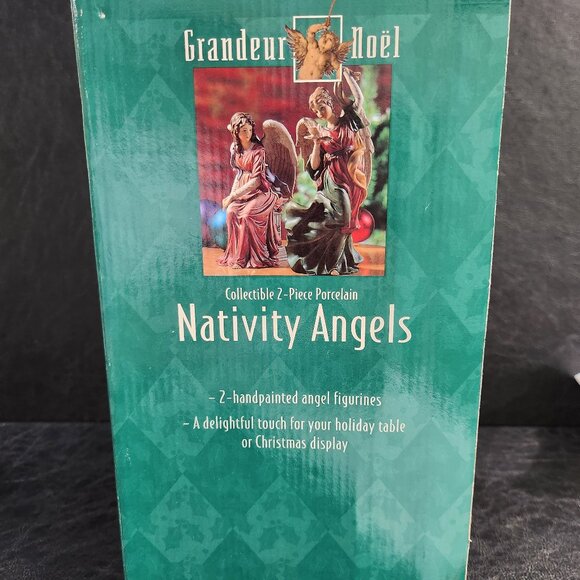 Grandeur Noël
Collectible 2-Piece Porcelain
Nativity Angels
– 2-handpainted angel figurines
– A delightful touch for your holiday table
or Christmas display